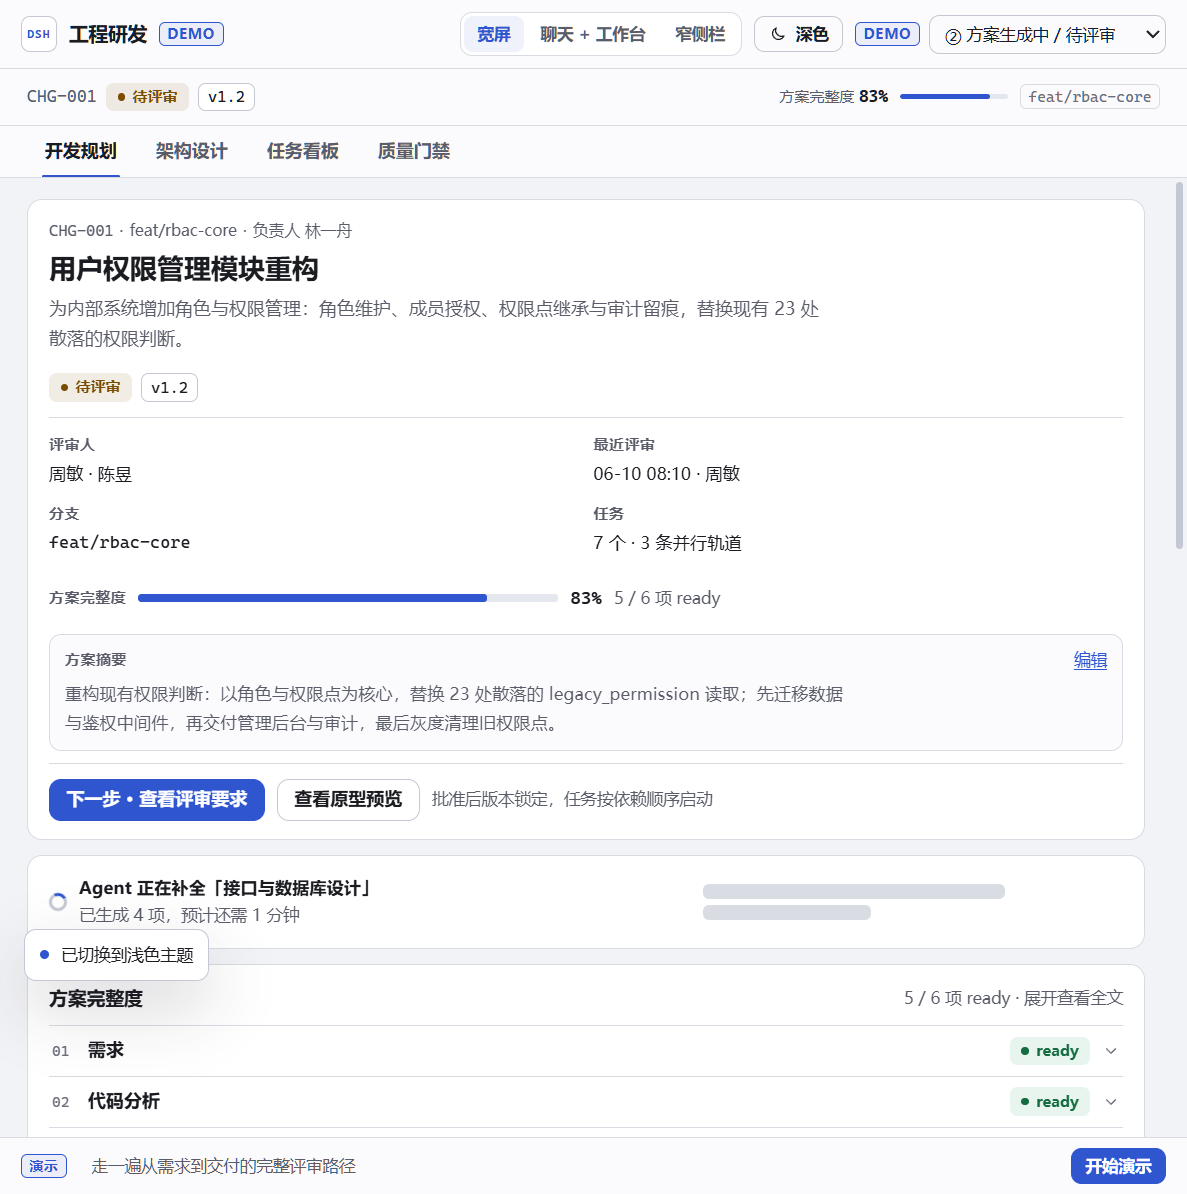 DSH 工程研发 DEMO 宽屏 聊天 + 工作台 窄侧栏 深色 DEMO ② 方案生成中 / 待评审
CHG-001 待评审 v1.2 方案完整度 83% feat/rbac-core
开发规划 架构设计 任务看板 质量门禁
CHG-001 · feat/rbac-core · 负责人 林一舟
用户权限管理模块重构
为内部系统增加角色与权限管理：角色维护、成员授权、权限点继承与审计留痕，替换现有 23 处
散落的权限判断。
待评审 v1.2
评审人 最近评审
周敏 · 陈昱 06-10 08:10 · 周敏
分支 任务
feat/rbac-core 7 个 · 3 条并行轨道
方案完整度 83% 5 / 6 项 ready
方案摘要 编辑
重构现有权限判断：以角色与权限点为核心，替换 23 处散落的 legacy_permission 读取；先迁移数据
与鉴权中间件，再交付管理后台与审计，最后灰度清理旧权限点。
下一步 · 查看评审要求 查看原型预览 批准后版本锁定，任务按依赖顺序启动
Agent 正在补全「接口与数据库设计」
已生成 4 项，预计还需 1 分钟
已切换到浅色主题
方案完整度 5 / 6 项 ready · 展开查看全文
01 需求 ready
02 代码分析 ready
演示 走一遍从需求到交付的完整评审路径 开始演示